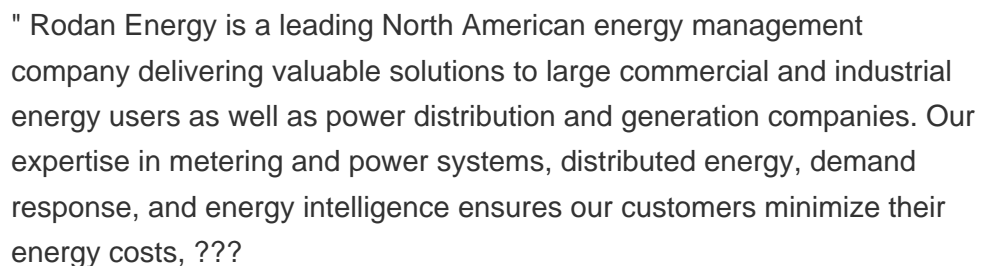 " Rodan Energy is a leading North American energy management
company delivering valuable solutions to large commercial and industrial
energy users as well as power distribution and generation companies. Our
expertise in metering and power systems, distributed energy, demand
response, and energy intelligence ensures our customers minimize their
energy costs, ???